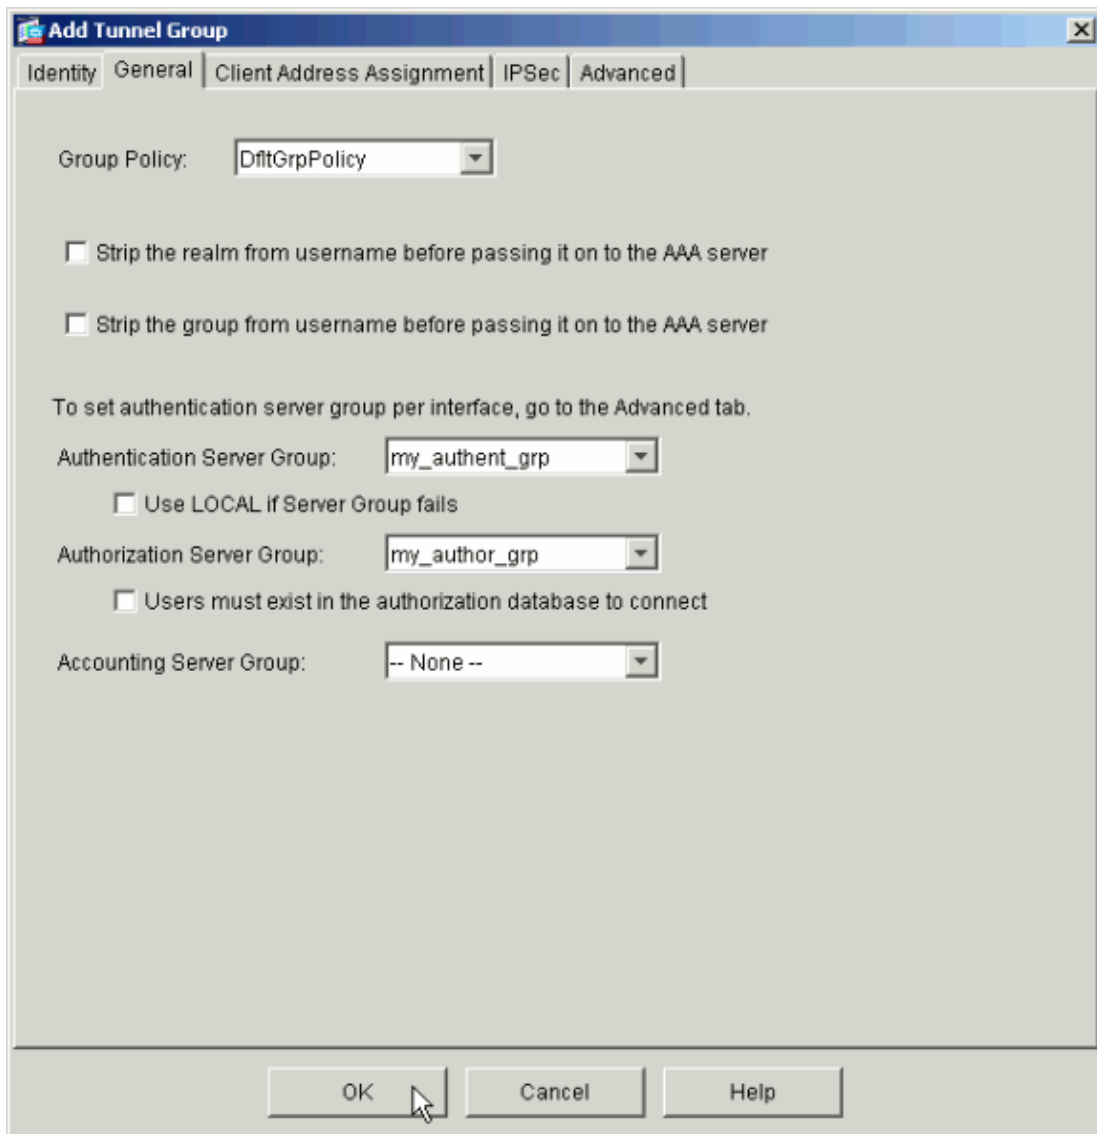 Add Tunnel Group
Identity General Client Address Assignment IPSec Advanced
Group Policy: DfltGrpPolicy
Strip the realm from username before passing it on to the AAA server
Strip the group from username before passing it on to the AAA server
To set authentication server group per interface, go to the Advanced tab.
Authentication Server Group: my_authent_grp
Use LOCAL if Server Group fails
Authorization Server Group: my_author_grp
Users must exist in the authorization database to connect
Accounting Server Group: -- None --
OK Cancel Help